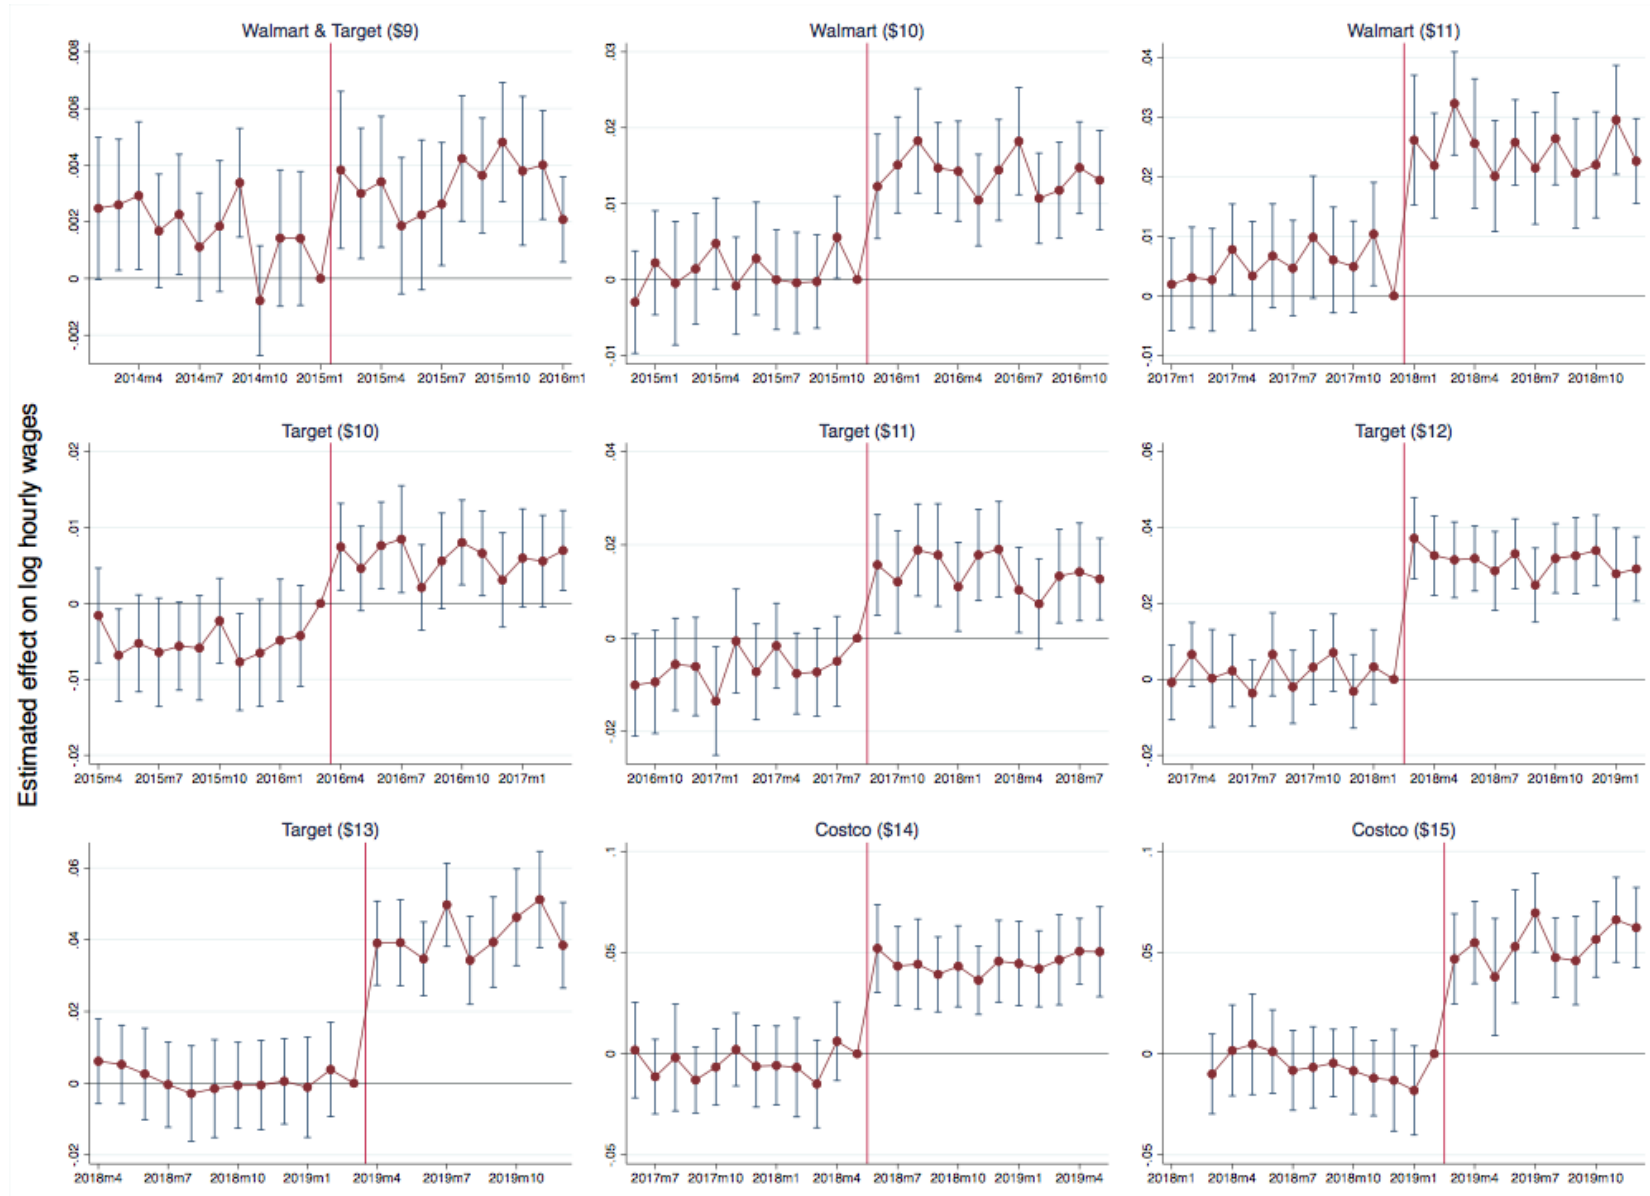 Estimated effect on log hourly wages
Walmart & Target ($9)
.008
.006
.004
.002
0
-.002
2014m4 2014m7 2014m10 2015m1 2015m4 2015m7 2015m10 2016m1
Walmart ($10)
.03
.02
.01
0
-.01
2015m1 2015m4 2015m7 2015m10 2016m1 2016m4 2016m7 2016m10
Walmart ($11)
.04
.03
.02
.01
0
-.01
2017m1 2017m4 2017m7 2017m10 2018m1 2018m4 2018m7 2018m10
Target ($10)
.02
.01
0
-.01
-.02
2015m4 2015m7 2015m10 2016m1 2016m4 2016m7 2016m10 2017m1
Target ($11)
.04
.02
0
-.02
2016m10 2017m1 2017m4 2017m7 2017m10 2018m1 2018m4 2018m7
Target ($12)
.06
.04
.02
0
-.02
2017m4 2017m7 2017m10 2018m1 2018m4 2018m7 2018m10 2019m1
Target ($13)
.06
.04
.02
0
-.02
2018m4 2018m7 2018m10 2019m1 2019m4 2019m7 2019m10
Costco ($14)
.1
.05
0
-.05
2017m7 2017m10 2018m1 2018m4 2018m7 2018m10 2019m1 2019m4
Costco ($15)
.1
.05
0
-.05
2018m1 2018m4 2018m7 2018m10 2019m1 2019m4 2019m7 2019m10